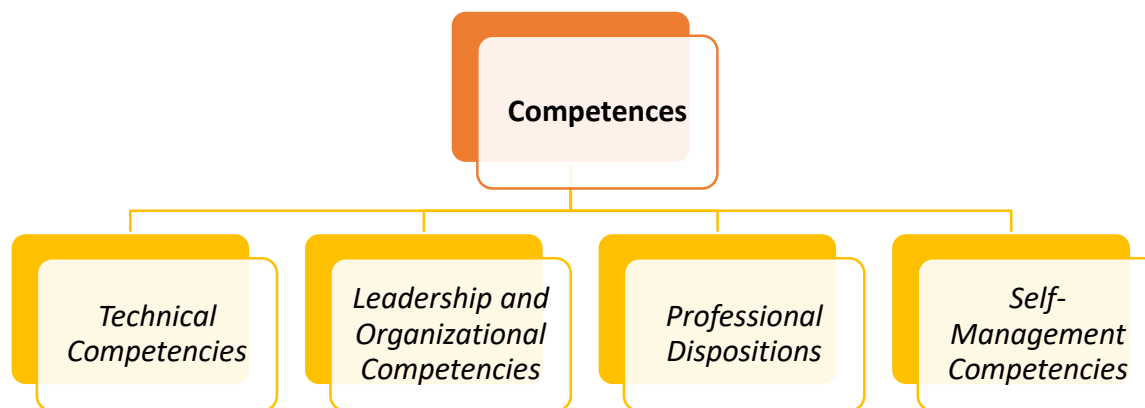 Competences
Technical
Competencies
Leadership and
Organizational
Competencies
Professional
Dispositions
Self-
Management
Competencies